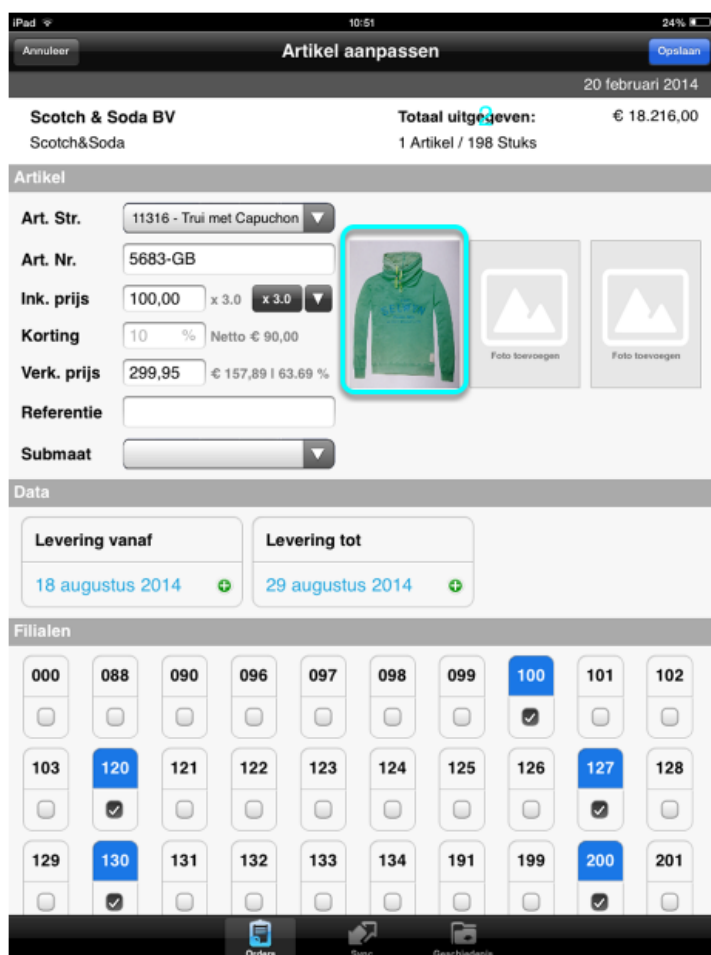 iPad 10:51 24%
Annuleer Artikel aanpassen Opslaan
20 februari 2014
Scotch & Soda BV Totaal uitgegeven: € 18.216,00
2
Scotch&Soda 1 Artikel / 198 Stuks
Artikel
Art. Str. 11316 - Trui met Capuchon
Art. Nr. 5683-GB
Ink. prijs 100,00 x 3.0 x 3.0
Korting 10 % Netto € 90,00
Foto toevoegen Foto toevoegen
Verk. prijs 299,95 € 157,89 I 63.69 %
Referentie
Submaat
Data
Levering vanaf Levering tot
18 augustus 2014 29 augustus 2014
Filialen
000 088 090 096 097 098 099 100 101 102
103 120 121 122 123 124 125 126 127 128
129 130 131 132 133 134 191 199 200 201
Orders Sync Geschiedenis